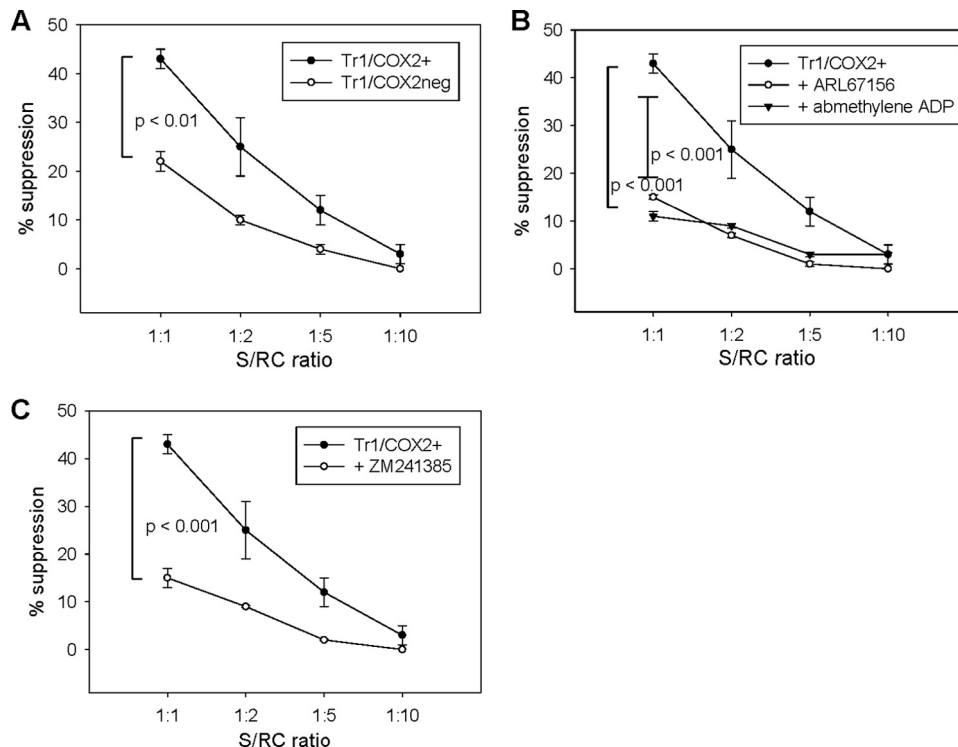 A
50
40
30
20
10
0
% suppression
Tr1/COX2+
Tr1/COX2neg
p < 0.01
1:1 1:2 1:5 1:10
S/RC ratio
B
50
40
30
20
10
0
% suppression
Tr1/COX2+
+ ARL67156
+ abmethylene ADP
p < 0.001
p < 0.001
1:1 1:2 1:5 1:10
S/RC ratio
C
50
40
30
20
10
0
% suppression
Tr1/COX2+
+ ZM241385
p < 0.001
1:1 1:2 1:5 1:10
S/RC ratio